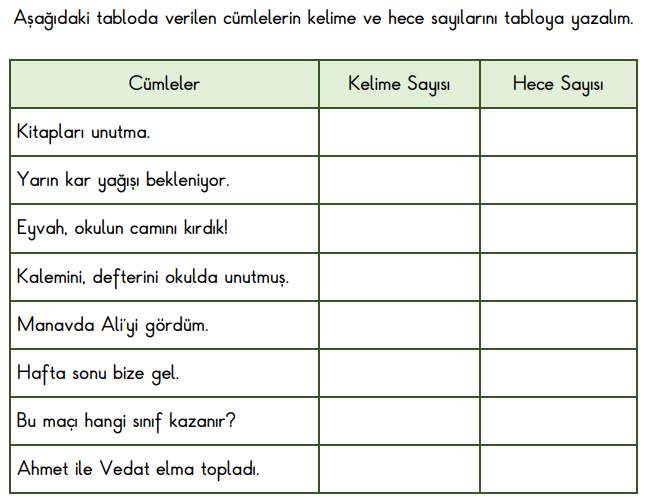 Aşağıdaki tabloda verilen cümlelerin kelime ve hece sayılarını tabloya yazalım.
Cümleler Kelime Sayısı Hece Sayısı
Kitapları unutma.
Yarın kar yağışı bekleniyor.
Eyvah, okulun camını kırdık!
Kalemini, defterini okulda unutmuş.
Manavda Ali'yi gördüm.
Hafta sonu bize gel.
Bu maçı hangi sınıf kazanır?
Ahmet ile Vedat elma topladı.